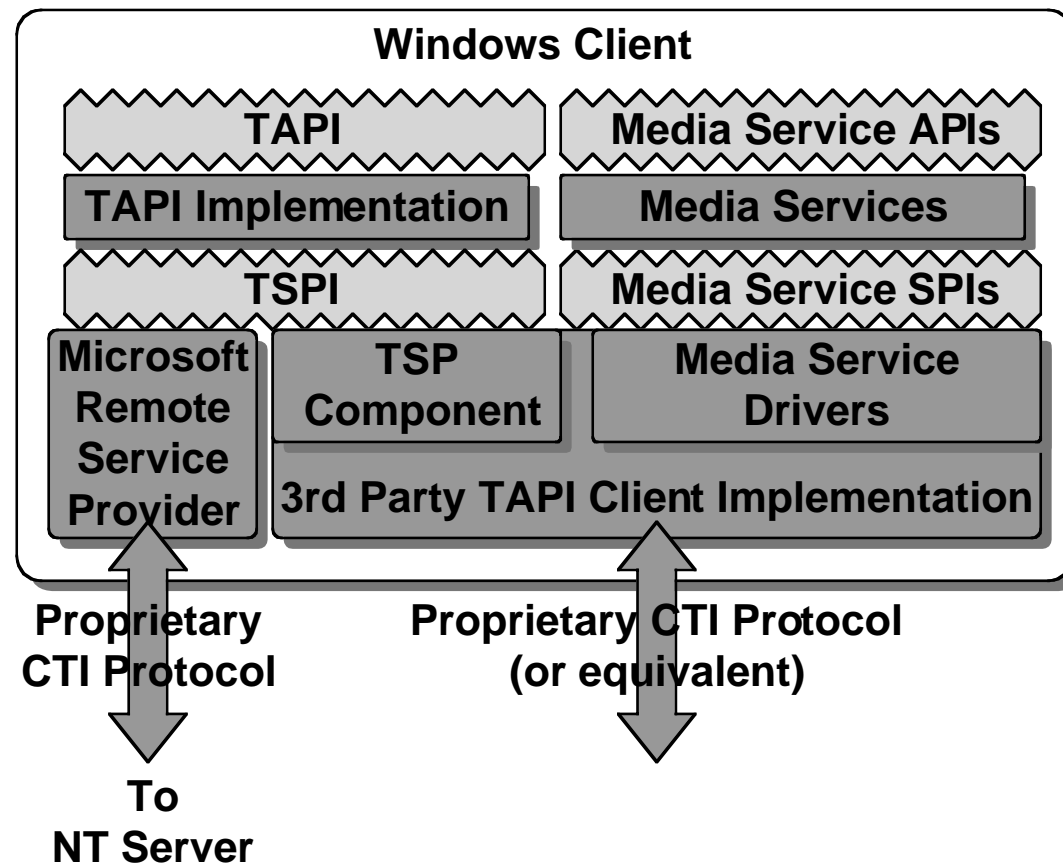 Windows Client
TAPI
Media Service APIs
TAPI Implementation
Media Services
TSPI
Media Service SPIs
Microsoft
Remote
Service
Provider
TSP
Component
Media Service
Drivers
3rd Party TAPI Client Implementation
Proprietary
CTI Protocol
Proprietary CTI Protocol
(or equivalent)
To
NT Server